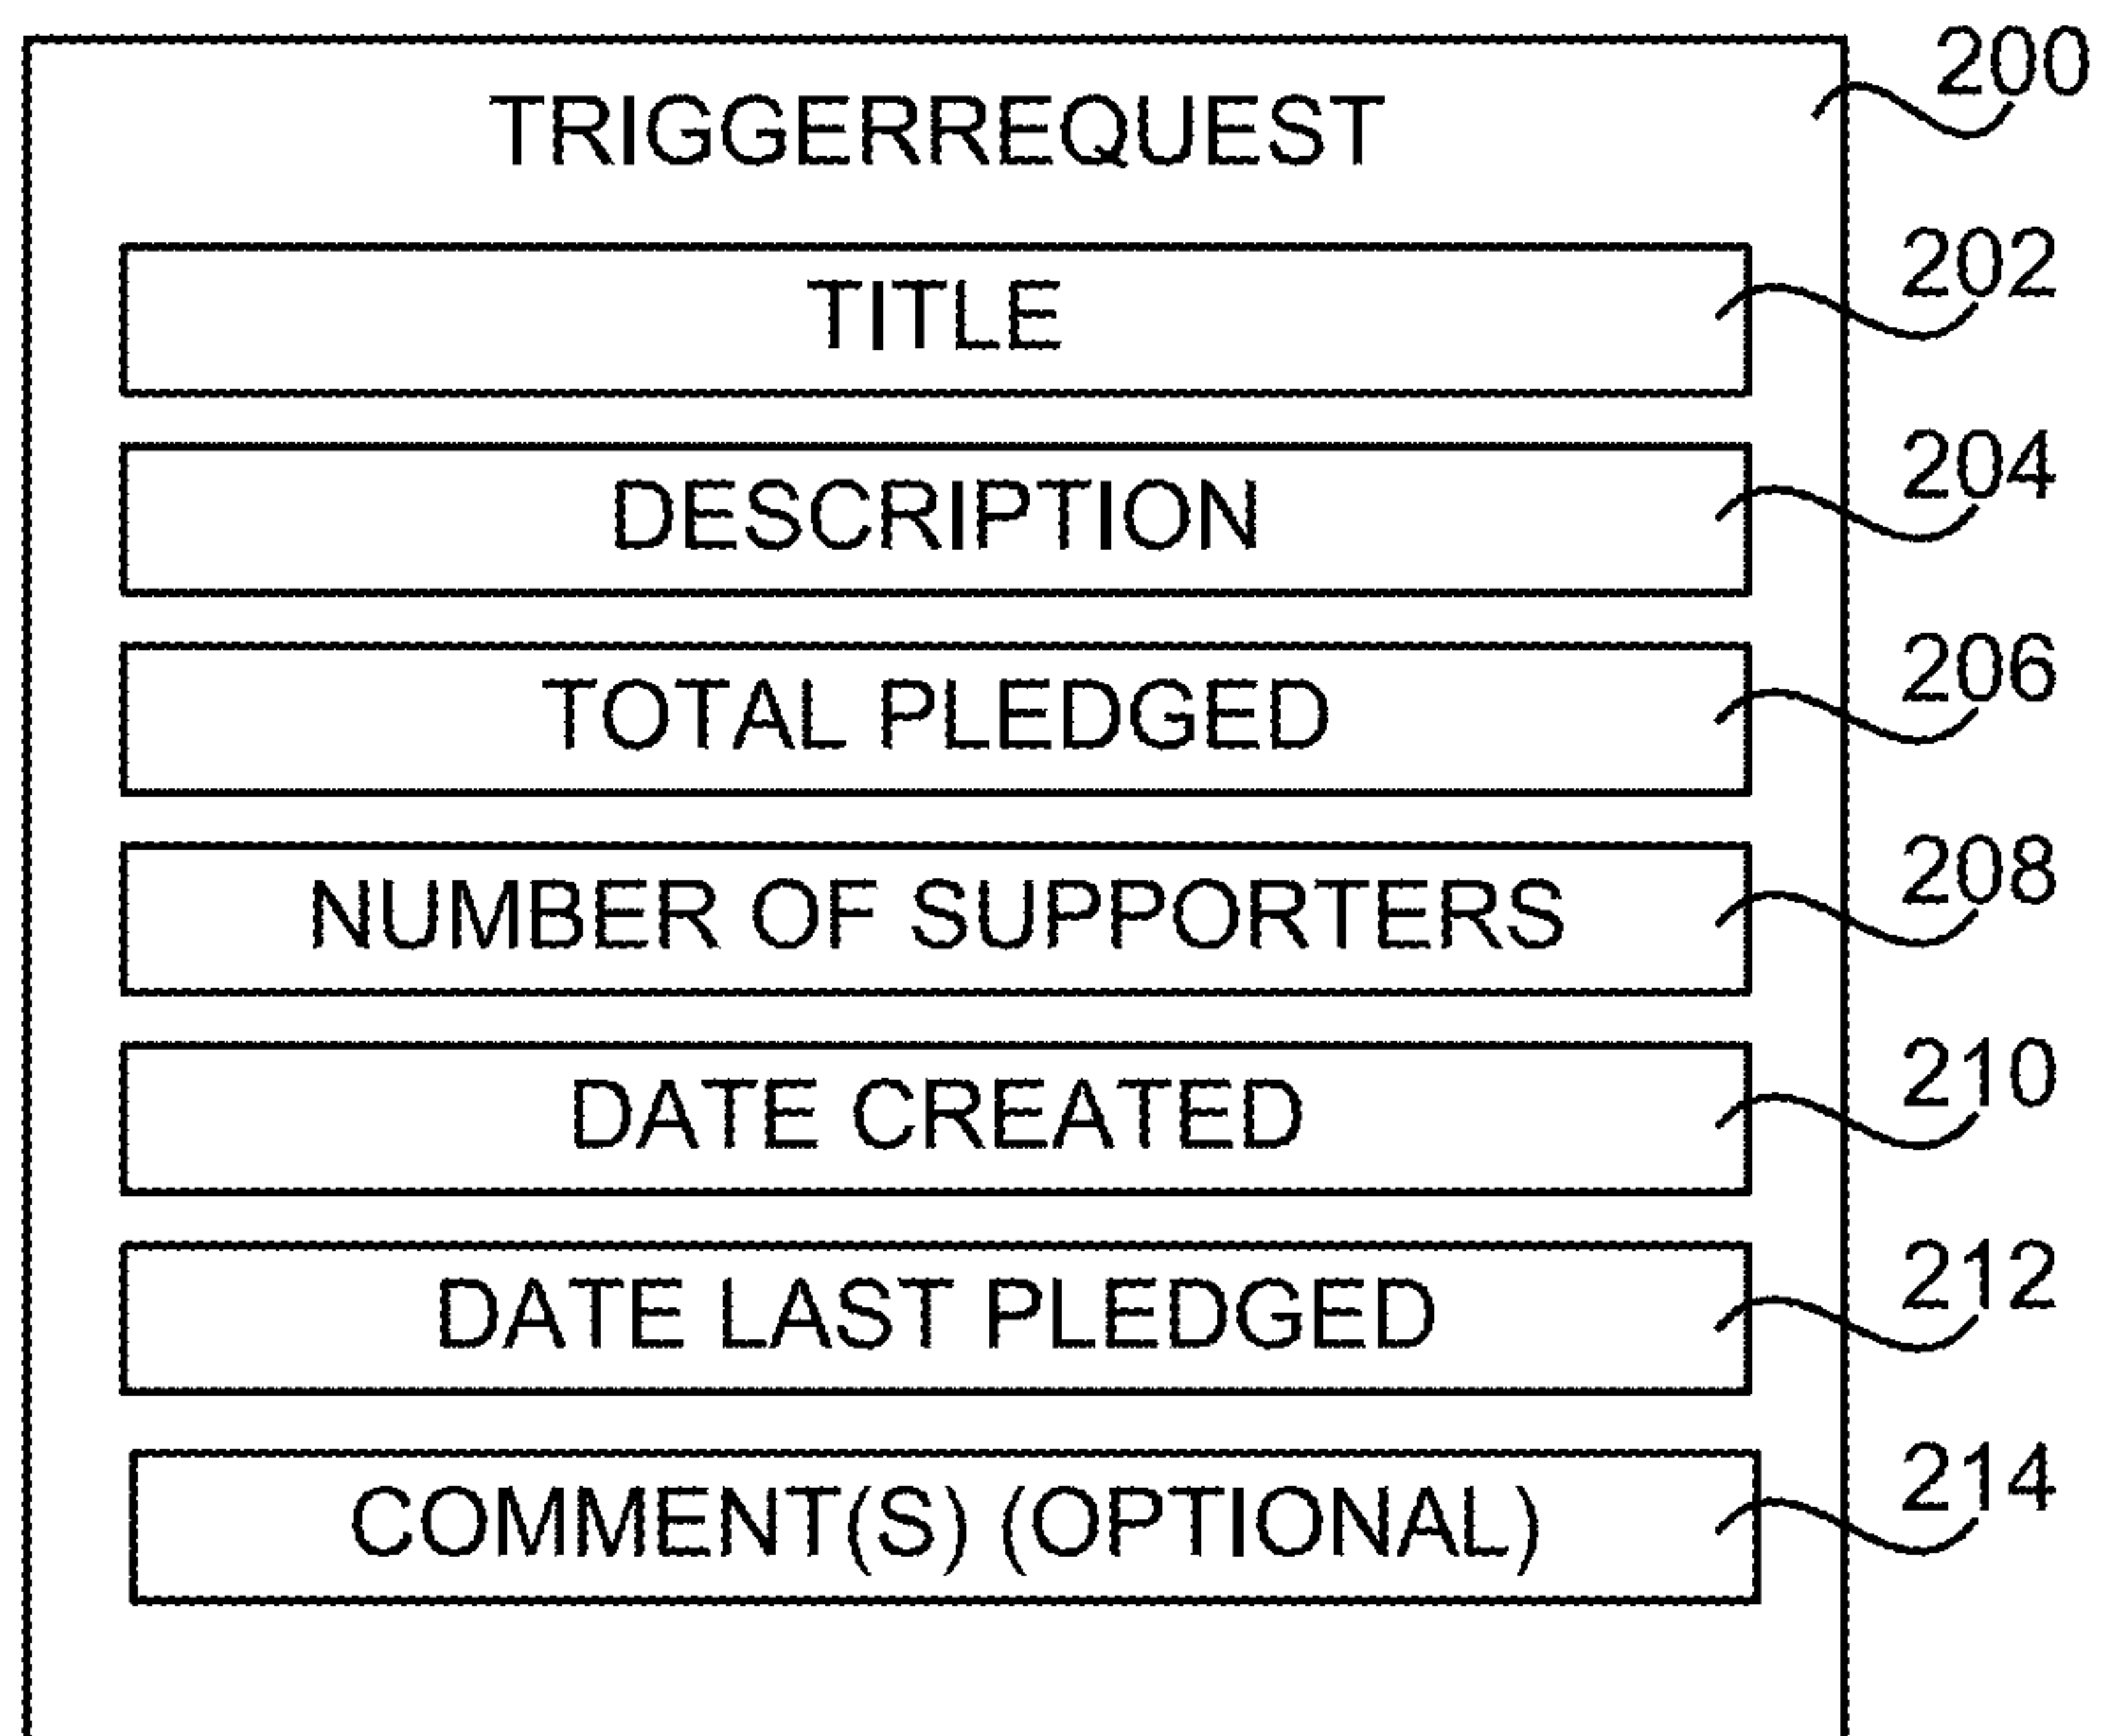 200
TRIGGERREQUEST
202
TITLE
204
DESCRIPTION
206
TOTAL PLEDGED
208
NUMBER OF SUPPORTERS
210
DATE CREATED
212
DATE LAST PLEDGED
214
COMMENT(S) (OPTIONAL)